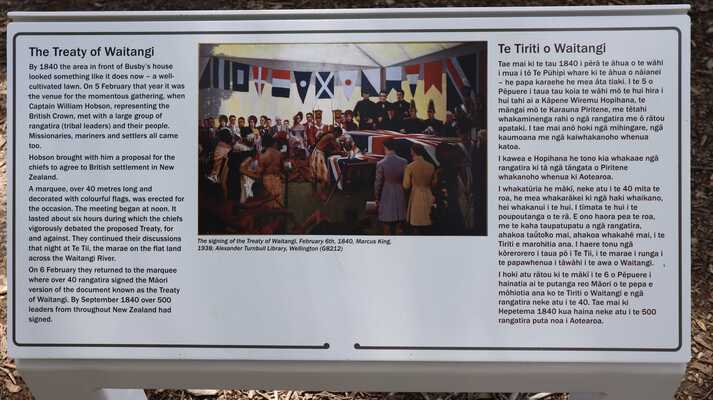 The Treaty of Waitangi
By 1840 the area in front of Busby's house
looked something like it does now – a well-
cultivated lawn. On 5 February that year it was
the venue for the momentous gathering, when
Captain William Hobson, representing the
British Crown, met with a large group of
rangatira (tribal leaders) and their people.
Missionaries, mariners and settlers all came
too.
Hobson brought with him a proposal for the
chiefs to agree to British settlement in New
Zealand.
A marquee, over 40 metres long and
decorated with colourful flags, was erected for
the occasion. The meeting began at noon. It
lasted about six hours during which the chiefs
vigorously debated the proposed Treaty, for
and against. They continued their discussions
that night at Te Tii, the marae on the flat land
across the Waitangi River.
On 6 February they returned to the marquee
where over 40 rangatira signed the Māori
version of the document known as the Treaty
of Waitangi. By September 1840 over 500
leaders from throughout New Zealand had
signed.
The signing of the Treaty of Waitangi, February 6th, 1840, Marcus King,
1938; Alexander Turnbull Library, Wellington (G8212)
Te Tiriti o Waitangi
Tae mai ki te tau 1840 i pērā te āhua o te wāhi
i mua i tō Te Pūhipi whare ki te āhua o nāianei
– he papa karaehe he mea āta tiaki. I te 5 o
Pēpuere i taua tau koia te wāhi mō te hui hira i
hui tahi ai a Kāpene Wiremu Hopihana, te
māngai mō te Karauna Piritene, me tētahi
whakaminenga rahi o ngā rangatira me ō rātou
apataki. I tae mai anō hoki ngā mihingare, ngā
kaumoana me ngā kaiwhakanoho whenua
katoa.
I kawea e Hopihana he tono kia whakaae ngā
rangatira ki tā ngā tāngata o Piritene
whakanoho whenua ki Aotearoa.
I whakatūria he mākī, neke atu i te 40 mita te
roa, he mea whakarākei ki ngā haki whaikano,
hei whakanui i te hui. I tīmata te hui i te
poupoutanga o te rā. E ono haora pea te roa,
me te kaha taupatupatu a ngā rangatira,
ahakoa tautoko mai, ahakoa whakahē mai, i te
Tiriti e marohitia ana. I haere tonu ngā
kōrerorero i taua pō i Te Tii, i te marae i runga i
te papawhenua i tāwāhi i te awa o Waitangi.
I hoki atu rātou ki te mākī i te 6 o Pēpuere i
hainatia ai te putanga reo Māori o te pepa e
mōhiotia ana ko te Tiriti o Waitangi e ngā
rangatira neke atu i te 40. Tae mai ki
Hepetema 1840 kua haina neke atu i te 500
rangatira puta noa i Aotearoa.